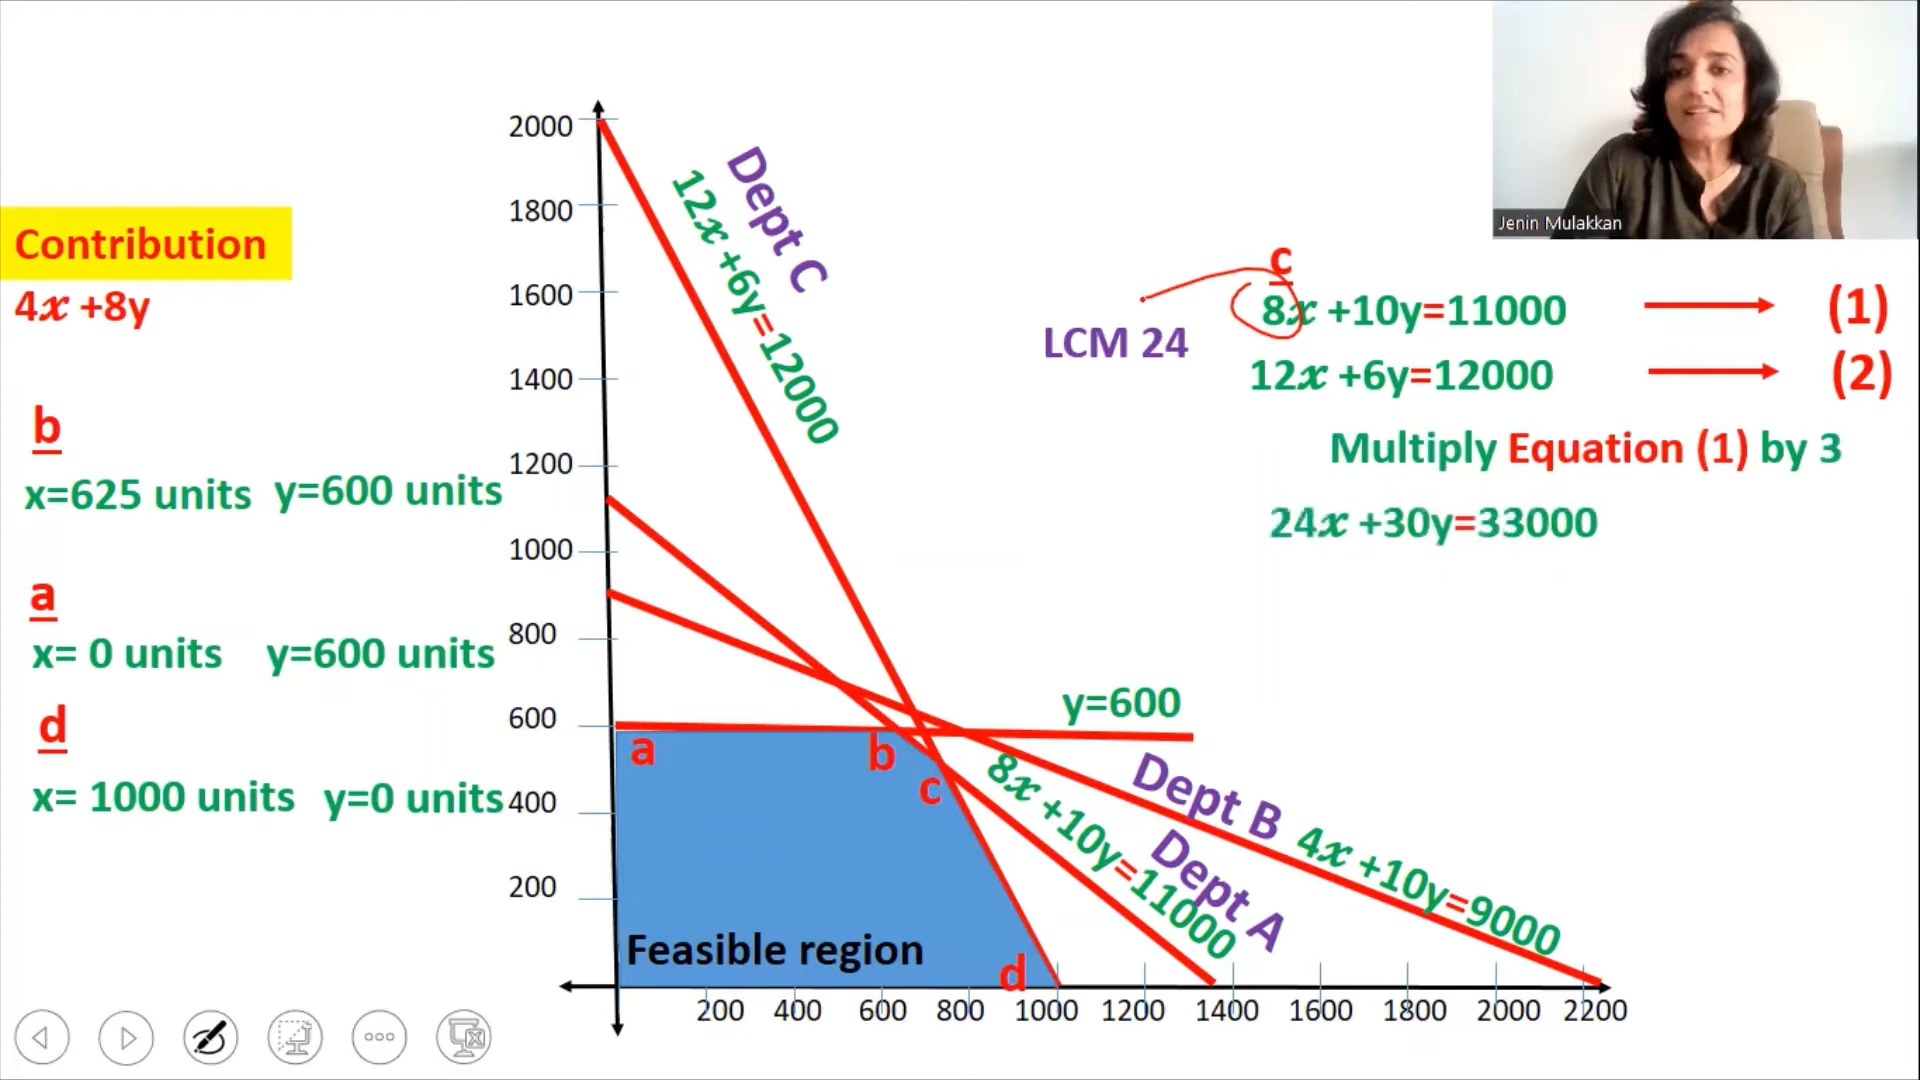 Contribution
4x +8y
b
x=625 units y=600 units
a
x= 0 units y=600 units
d
x= 1000 units y=0 units
2000
1800
1600
1400
1200
1000
800
600
400
200
Dept C
12x +6y=12000
y=600
a
b
c
d
Dept B
4x +10y=9000
Dept A
8x +10y=11000
Feasible region
200 400 600 800 1000 1200 1400 1600 1800 2000 2200
Jenin Mulakkan
c
8x +10y=11000 (1)
LCM 24
12x +6y=12000 (2)
Multiply Equation (1) by 3
24x +30y=33000